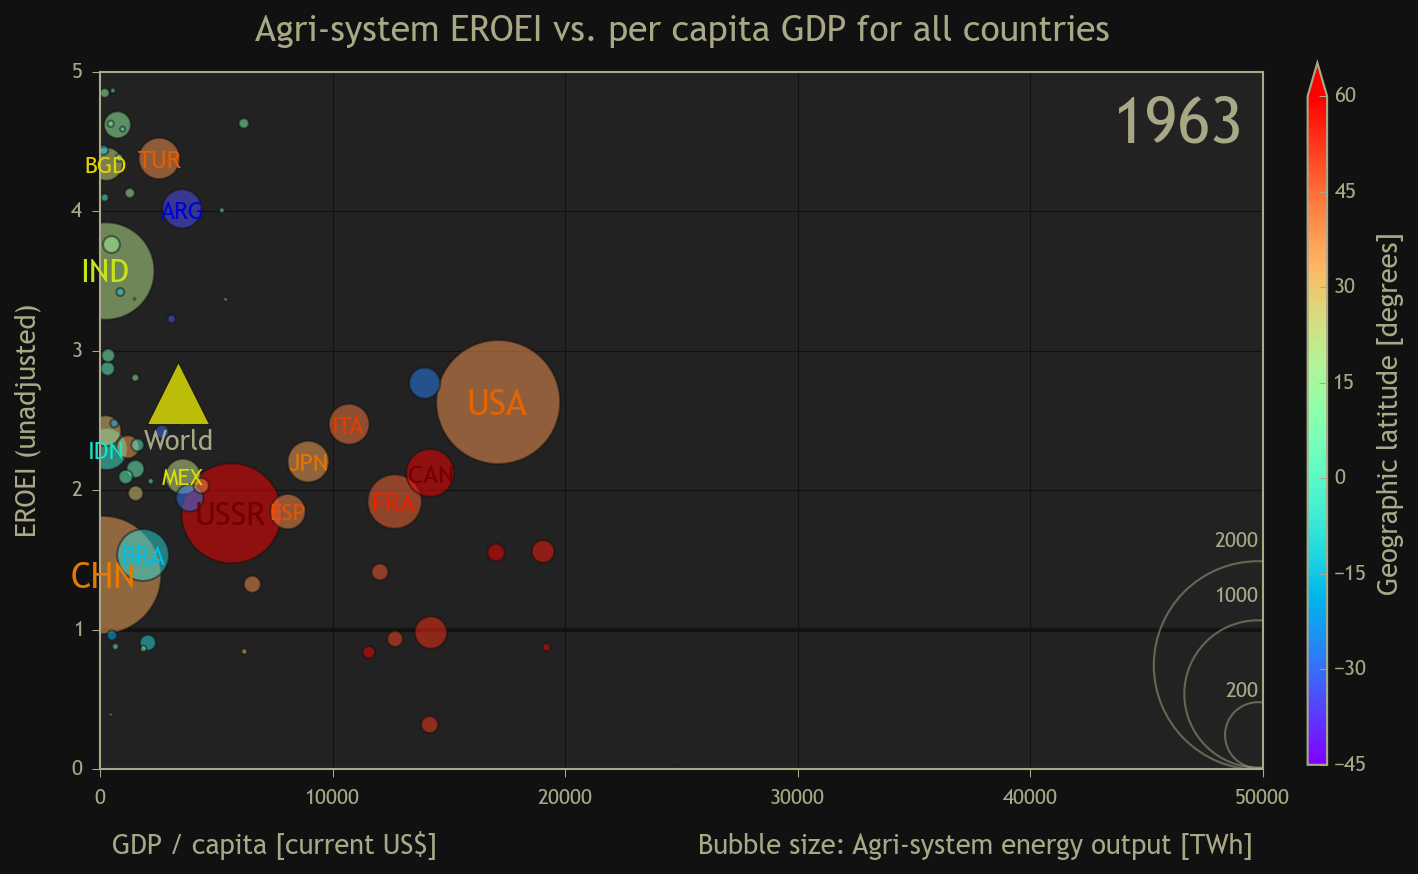 Agri-system EROEI vs. per capita GDP for all countries
1963
5
4
3
2
1
0
EROEI (unadjusted)
BGD
TUR
ARG
IND
USA
ITA
World
IDN
JPN
MEX
CAN
FRA
USSR
ESP
BRA
CHN
2000
1000
200
0
10000
20000
30000
40000
50000
GDP / capita [current US$]
Bubble size: Agri-system energy output [TWh]
60
45
30
15
0
−15
−30
−45
Geographic latitude [degrees]